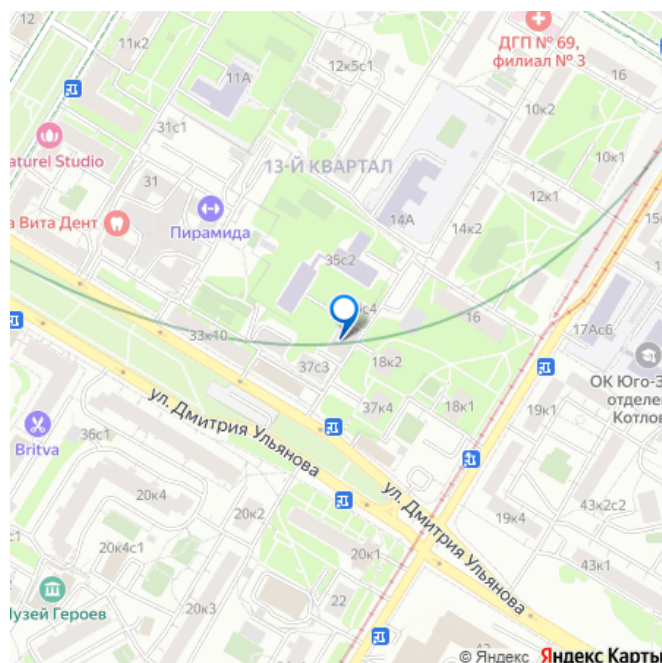 11к2
ДГП № 69,
филиал № 3
12к5с1
16
11А
10к2
31с1
aturel Studio
13-Й КВАРТАЛ
10к1
31
12к1
а Вита Дент
Пирамида
14А
14к2
35с2
с4
16
33к10
17Ас6
37с3
18к2
ОК Юго-З
отделе
Котлов
ул. Дмитрия Ульянова
37к4
18к1
19к1
36с1
Britva
ул. Дмитрия Ульянова
20к4
43к2с2
20к2
19к4
20к4с1
20к1
43к1
Музей Героев
20к3
22
© Яндекс Яндекс Карты